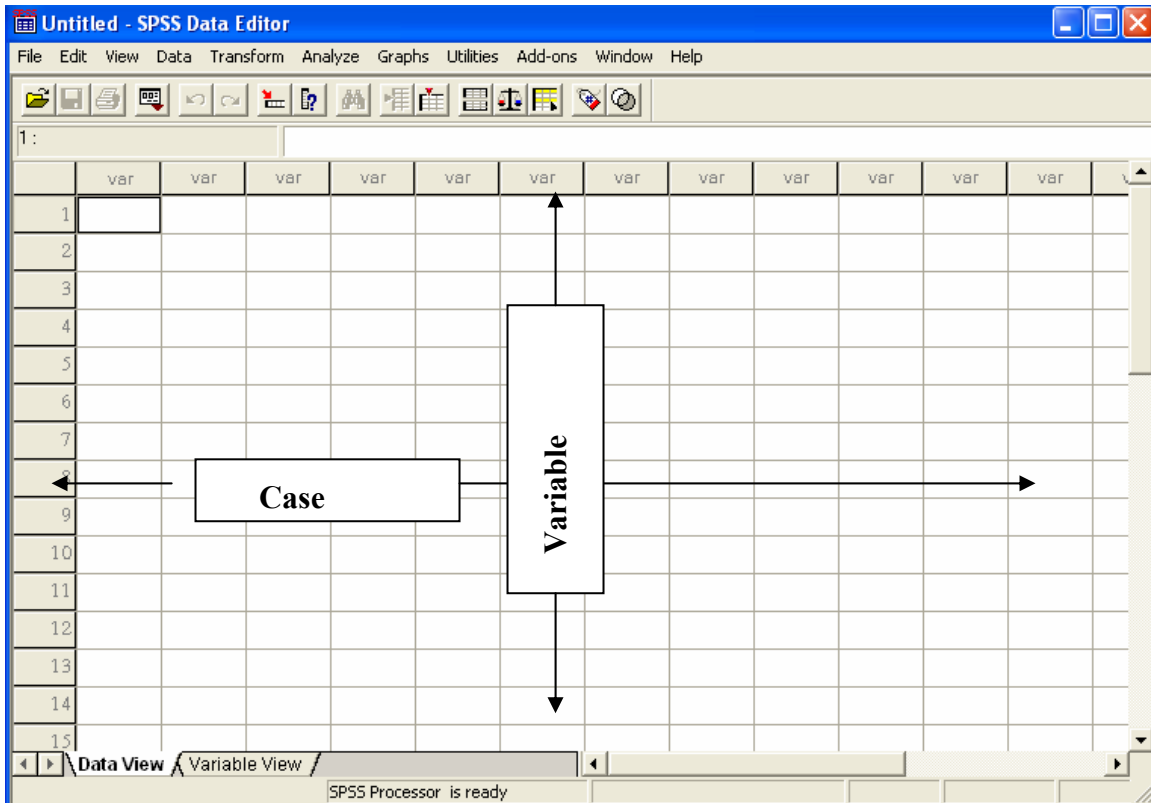 Untitled - SPSS Data Editor
File Edit View Data Transform Analyze Graphs Utilities Add-ons Window Help
1 :
var var var var var var var var var var var var
1
2
3
4
5
6
7
8
9
10
11
12
13
14
15
Case
Variable
Data View Variable View
SPSS Processor is ready